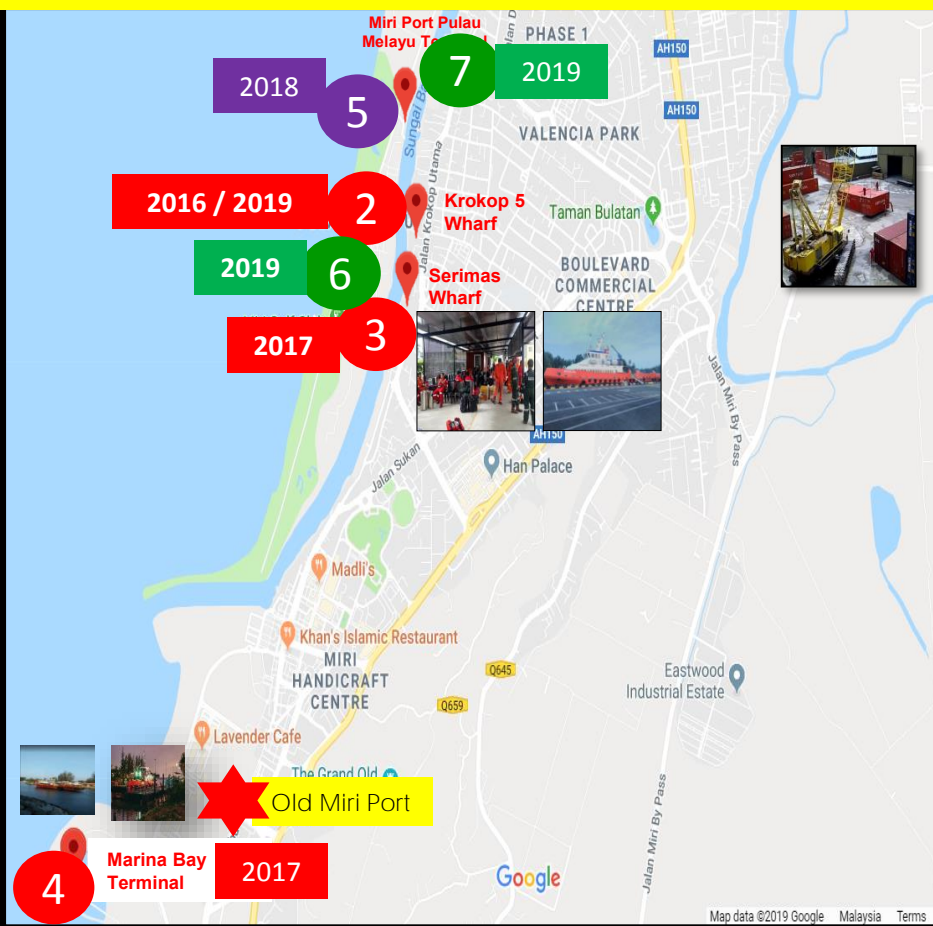 Miri Port Pulau
Melayu
PHASE 1
AH150
7
2019
2018
5
AH150
VALENCIA PARK
Jalan Krokop Utama
2016 / 2019
2
Krokop 5
Wharf
Taman Bulatan
2019
6
Serimas
Wharf
BOULEVARD
COMMERCIAL
CENTRE
2017
3
Jalan Miri By Pass
AH150
Han Palace
Jalan Sukan
Madli's
Khan's Islamic Restaurant
MIRI
HANDICRAFT
CENTRE
Q645
Eastwood
Industrial Estate
Q659
Lavender Cafe
The Grand Old
Old Miri Port
Jalan Miri By Pass
Marina Bay
Terminal
2017
4
Google
Map data ©2019 Google Malaysia Terms